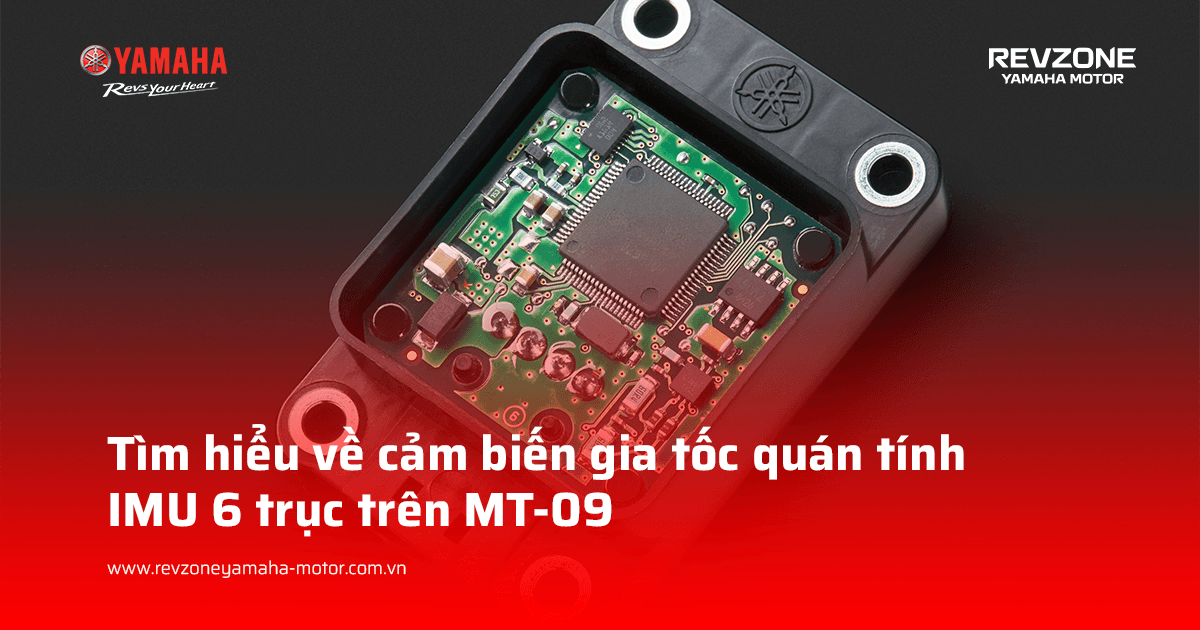 YAMAHA
Revs Your Heart
REVZONE
YAMAHA MOTOR
Tìm hiểu về cảm biến gia tốc quán tính
IMU 6 trục trên MT-09
www.revzoneyamaha-motor.com.vn